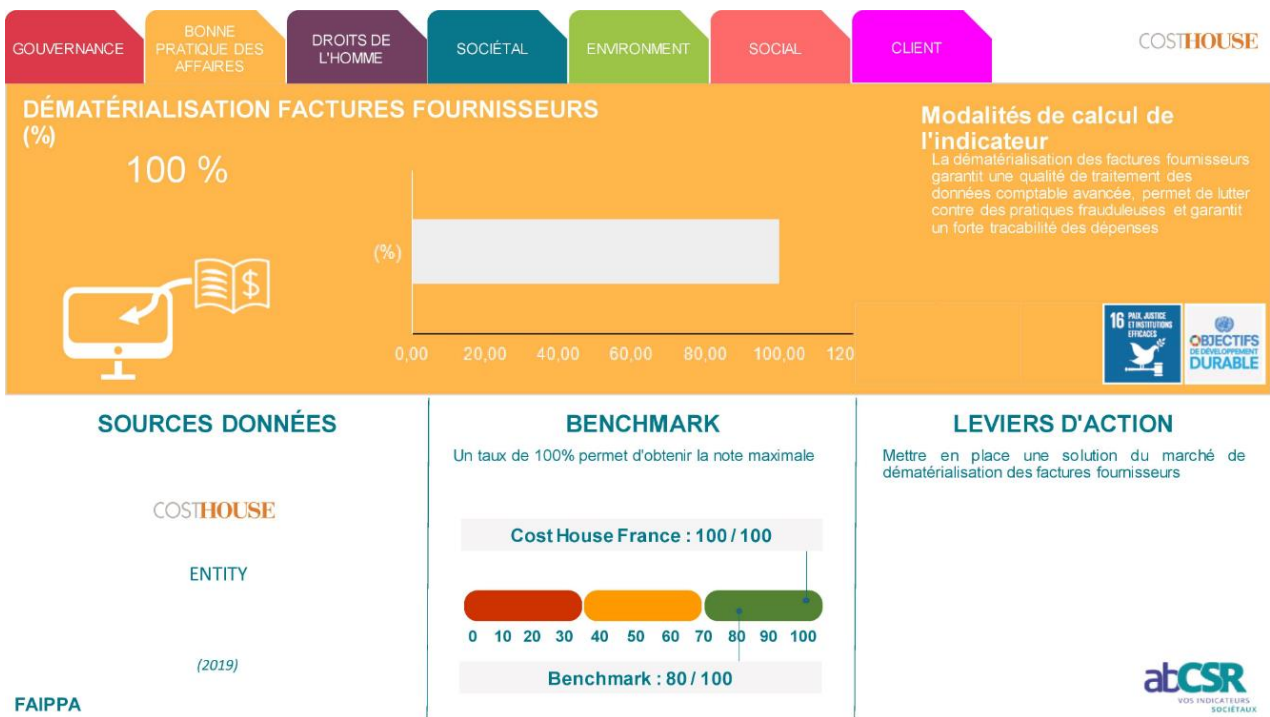 GOUVERNANCE
BONNE
PRATIQUE DES
AFFAIRES
DROITS DE
L'HOMME
SOCIÉTAL
ENVIRONMENT
SOCIAL
CLIENT
COSTHOUSE
DÉMATÉRIALISATION FACTURES FOURNISSEURS
(%)
100 %
$
(%)
0,00 20,00 40,00 60,00 80,00 100,00 120
Modalités de calcul de
l'indicateur
La dématérialisation des factures fournisseurs
garantit une qualité de traitement des
données comptable avancée, permet de lutter
contre des pratiques frauduleuses et garantit
un forte tracabilité des dépenses
16 PAIX, JUSTICE
ET INSTITUTIONS
EFFICACES
OBJECTIFS
DE DÉVELOPPEMENT
DURABLE
SOURCES DONNÉES
COSTHOUSE
ENTITY
(2019)
FAIPPA
BENCHMARK
Un taux de 100% permet d'obtenir la note maximale
Cost House France : 100 / 100
0 10 20 30 40 50 60 70 80 90 100
Benchmark : 80 / 100
LEVIERS D'ACTION
Mettre en place une solution du marché de
dématérialisation des factures fournisseurs
abCSR
VOS INDICATEURS
SOCIÉTAUX